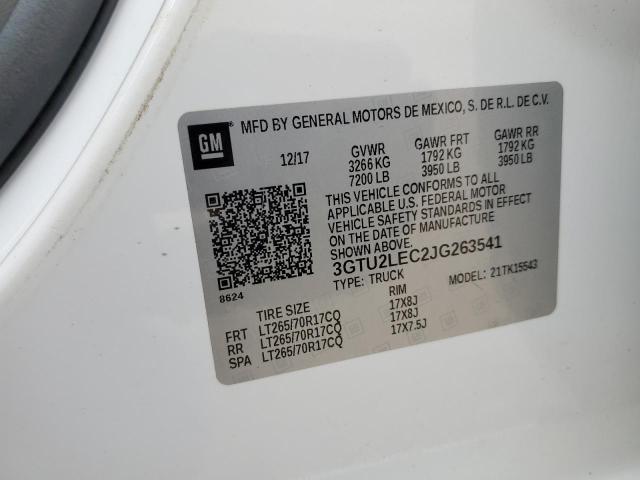 GM
MFD BY GENERAL MOTORS DE MEXICO, S. DE R.L. DE C.V.
12/17 GVWR GAWR FRT GAWR RR
3266 KG 1792 KG 1792 KG
7200 LB 3950 LB 3950 LB
THIS VEHICLE CONFORMS TO ALL
APPLICABLE U.S. FEDERAL MOTOR
VEHICLE SAFETY STANDARDS IN EFFECT
ON THE DATE OF MANUFACTURE
SHOWN ABOVE.
3GTU2LEC2JG263541
8624
TYPE: TRUCK MODEL: 21TK15543
TIRE SIZE RIM
FRT LT265/70R17CQ 17X8J
RR LT265/70R17CQ 17X8J
SPA LT265/70R17CQ 17X7.5J